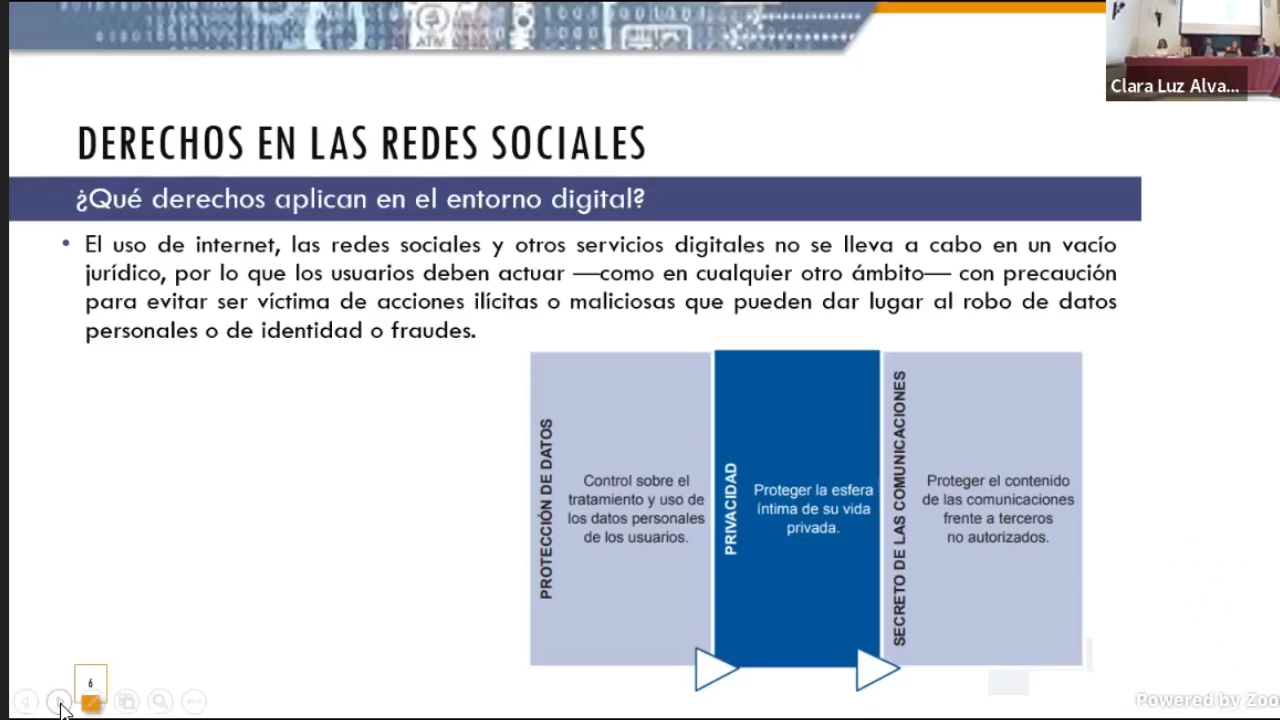 Clara Luz Alva...
DERECHOS EN LAS REDES SOCIALES
¿Qué derechos aplican en el entorno digital?
• El uso de internet, las redes sociales y otros servicios digitales no se lleva a cabo en un vacío
jurídico, por lo que los usuarios deben actuar —como en cualquier otro ámbito— con precaución
para evitar ser víctima de acciones ilícitas o maliciosas que pueden dar lugar al robo de datos
personales o de identidad o fraudes.
PROTECCIÓN DE DATOS
Control sobre el
tratamiento y uso de
los datos personales
de los usuarios.
PRIVACIDAD
Proteger la esfera
íntima de su vida
privada.
SECRETO DE LAS COMUNICACIONES
Proteger el contenido
de las comunicaciones
frente a terceros
no autorizados.
6
Powered by Zoo